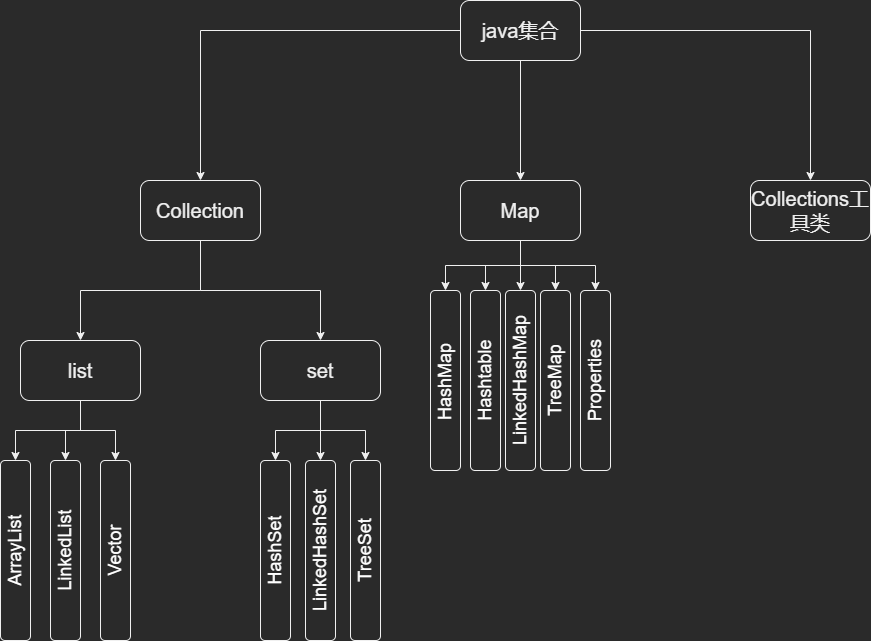 java集合
Collection
Map
Collections工
具类
list
set
HashMap
Hashtable
LinkedHashMap
TreeMap
Properties
ArrayList
LinkedList
Vector
HashSet
LinkedHashSet
TreeSet